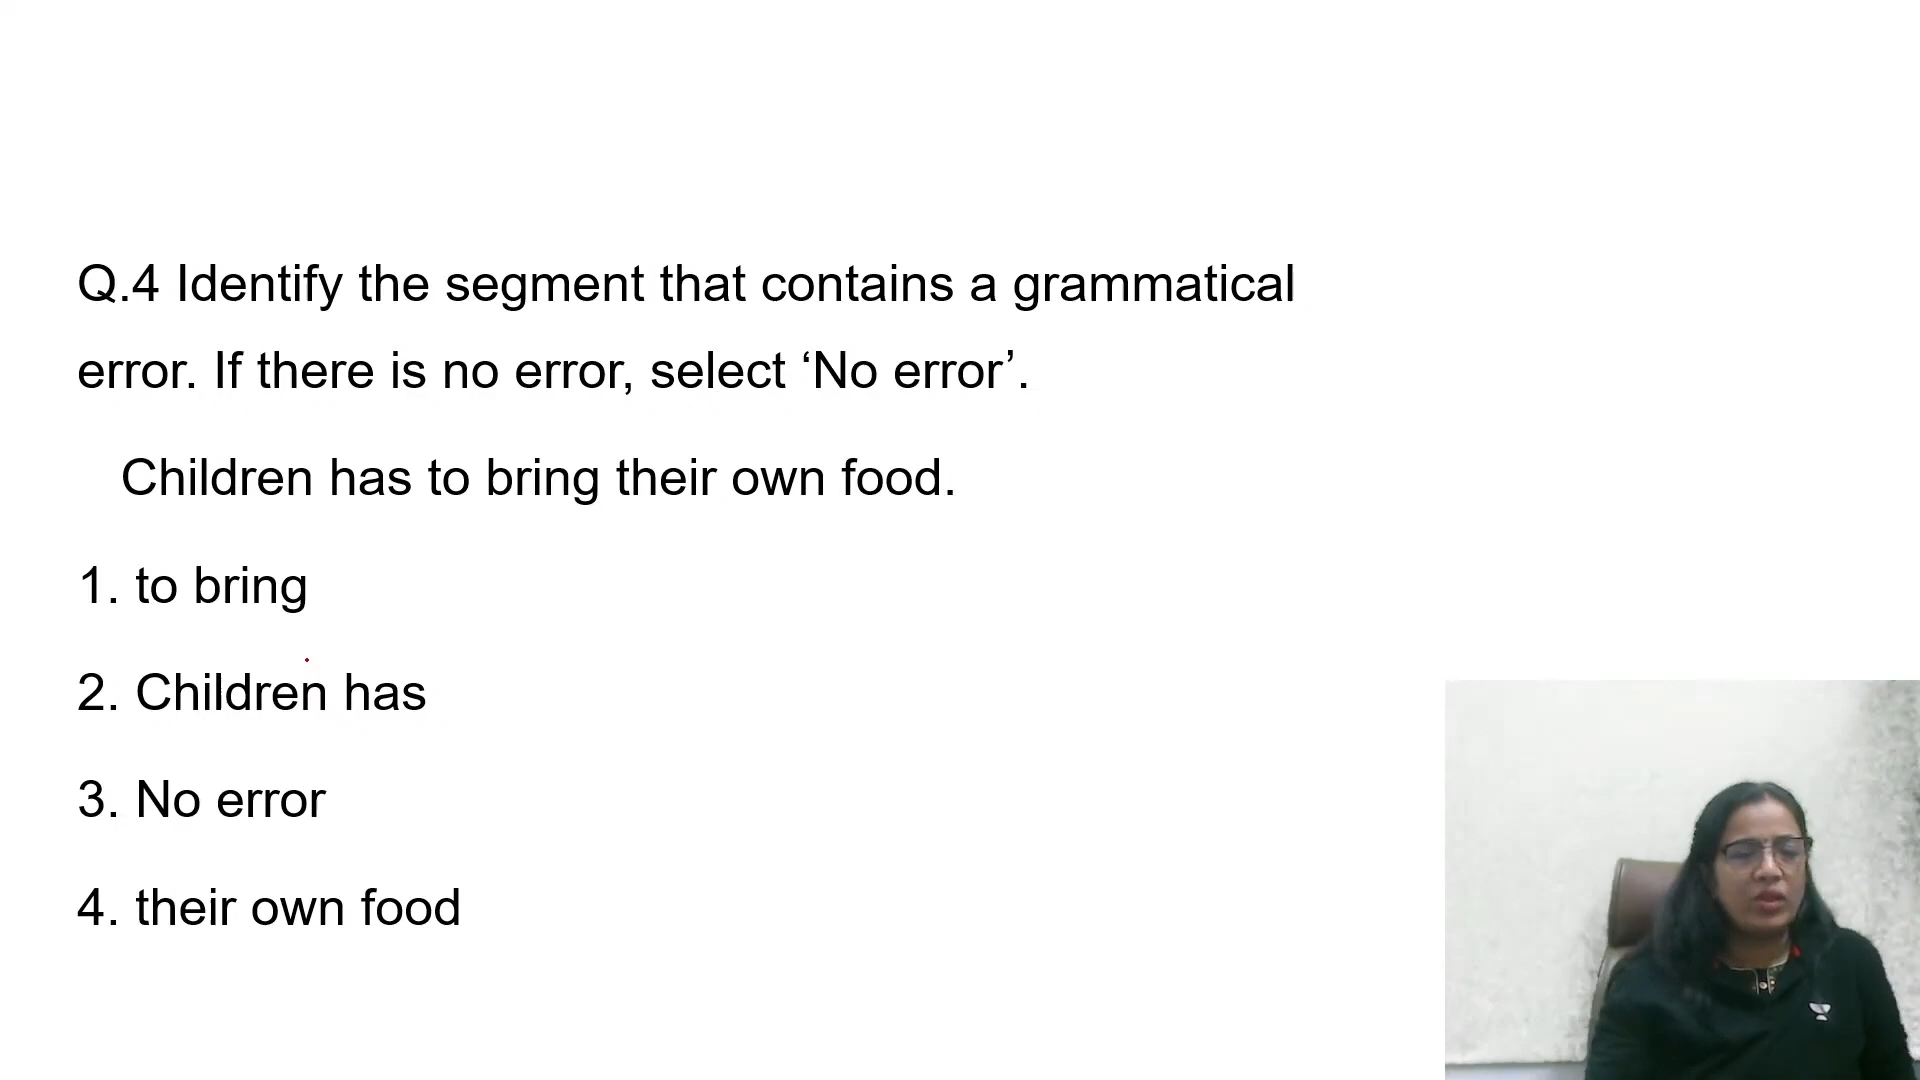 Q.4 Identify the segment that contains a grammatical
error. If there is no error, select ‘No error’.
Children has to bring their own food.
1. to bring
2. Children has
3. No error
4. their own food